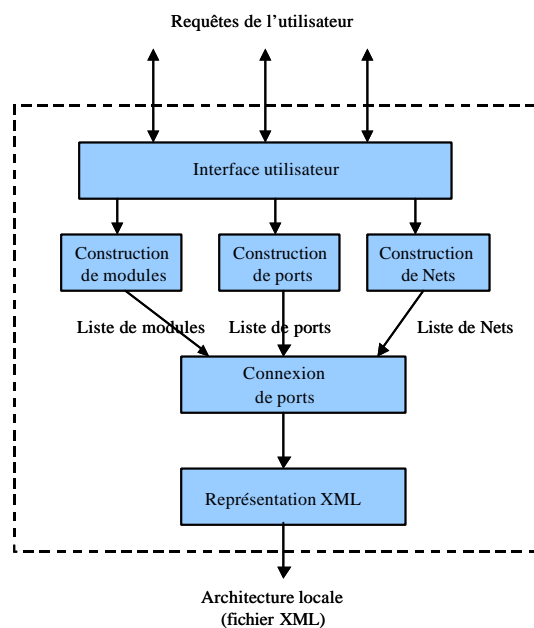 Requêtes de l'utilisateur
Interface utilisateur
Construction
de modules
Construction
de ports
Construction
de Nets
Liste de modules
Liste de ports
Liste de Nets
Connexion
de ports
Représentation XML
Architecture locale
(fichier XML)